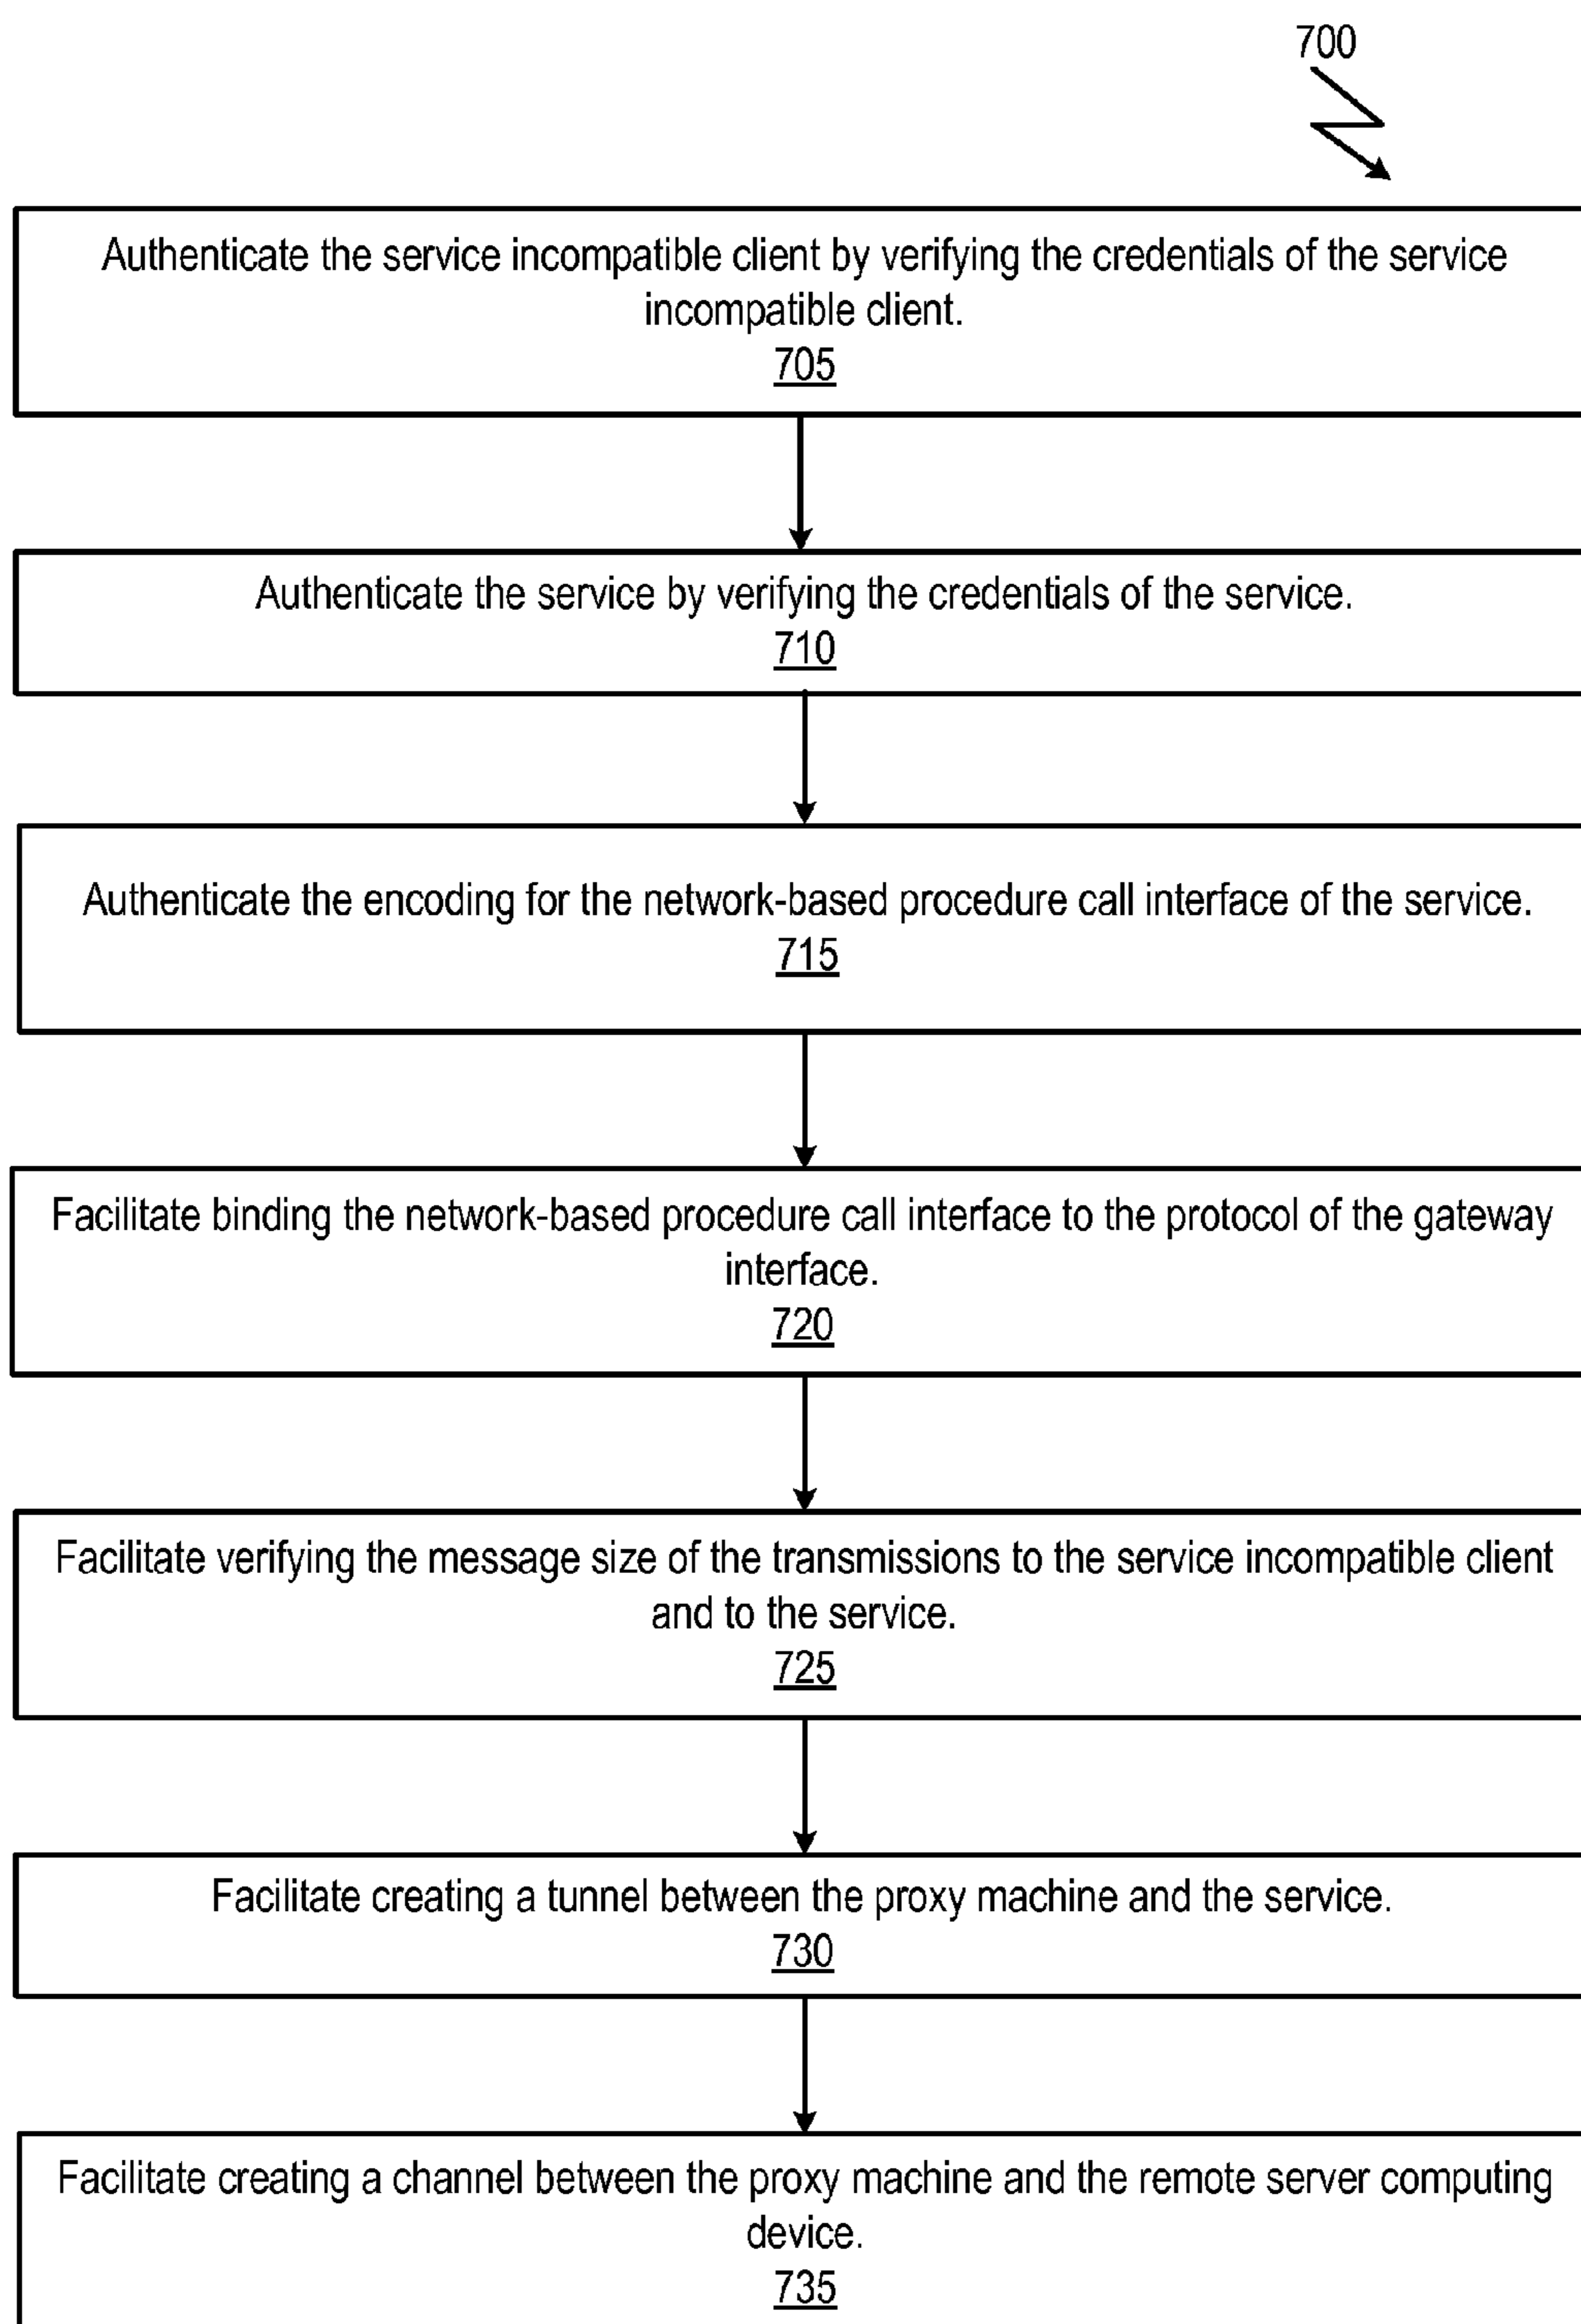 700
Authenticate the service incompatible client by verifying the credentials of the service
incompatible client.
705
Authenticate the service by verifying the credentials of the service.
710
Authenticate the encoding for the network-based procedure call interface of the service.
715
Facilitate binding the network-based procedure call interface to the protocol of the gateway
interface.
720
Facilitate verifying the message size of the transmissions to the service incompatible client
and to the service.
725
Facilitate creating a tunnel between the proxy machine and the service.
730
Facilitate creating a channel between the proxy machine and the remote server computing
device.
735